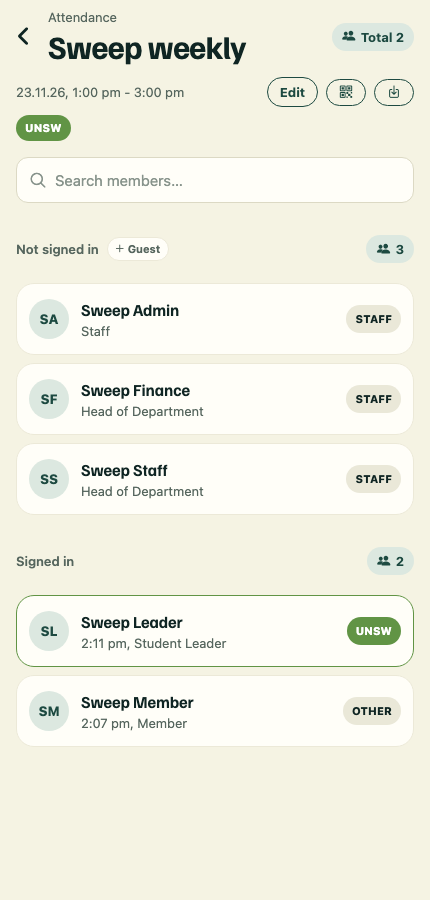 Attendance
Sweep weekly
Total 2
23.11.26, 1:00 pm - 3:00 pm
Edit
UNSW
Search members...
Not signed in
+ Guest
3
SA
Sweep Admin
Staff
STAFF
SF
Sweep Finance
Head of Department
STAFF
SS
Sweep Staff
Head of Department
STAFF
Signed in
2
SL
Sweep Leader
2:11 pm, Student Leader
UNSW
SM
Sweep Member
2:07 pm, Member
OTHER